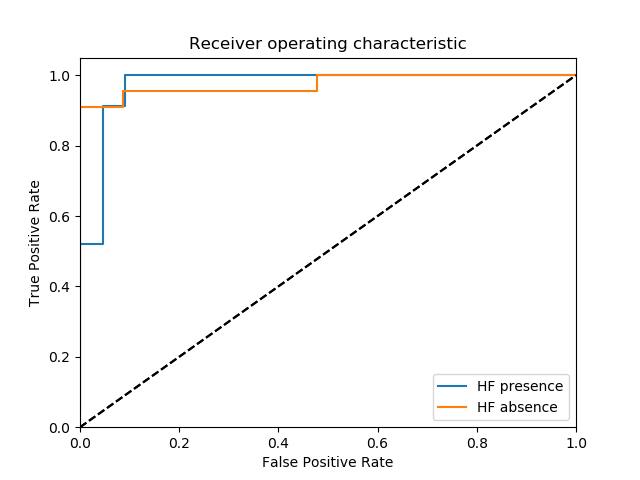 Receiver operating characteristic
True Positive Rate
1.0
0.8
0.6
0.4
0.2
0.0
HF presence
HF absence
0.0 0.2 0.4 0.6 0.8 1.0
False Positive Rate